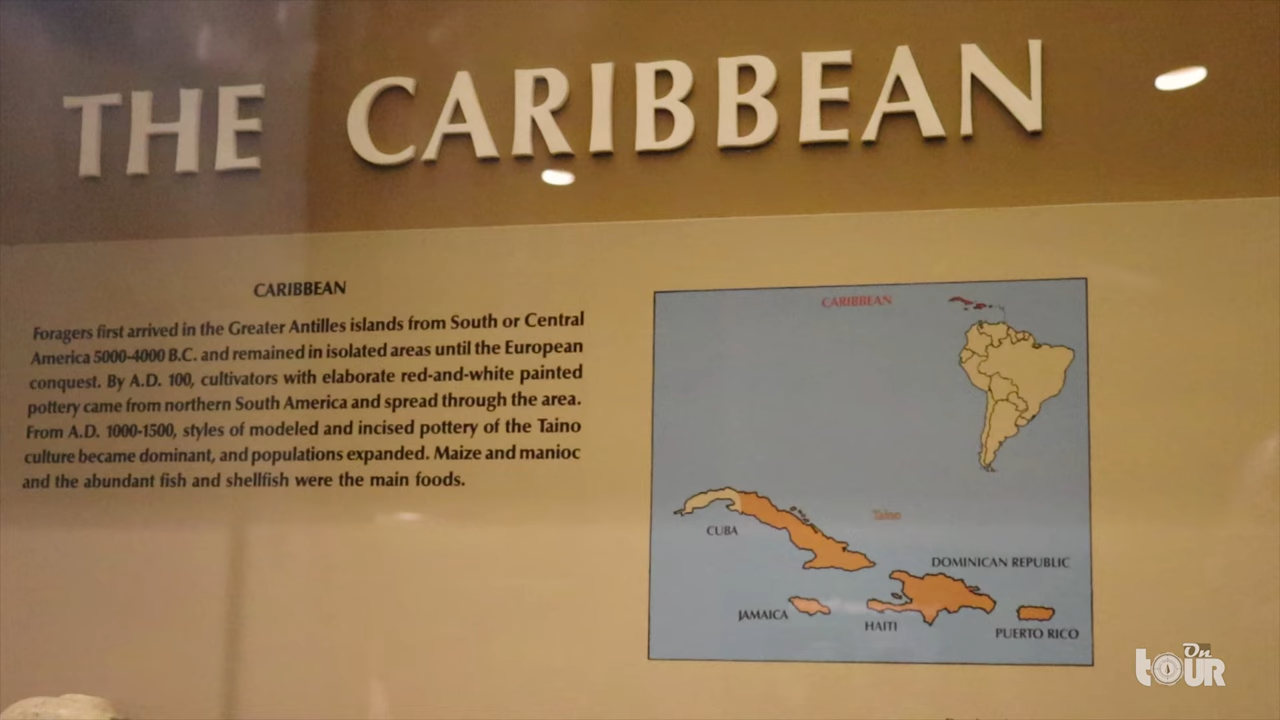 THE CARIBBEAN
CARIBBEAN
Foragers first arrived in the Greater Antilles islands from South or Central
America 5000-4000 B.C. and remained in isolated areas until the European
conquest. By A.D. 100, cultivators with elaborate red-and-white painted
pottery came from northern South America and spread through the area.
From A.D. 1000-1500, styles of modeled and incised pottery of the Taino
culture became dominant, and populations expanded. Maize and manioc
and the abundant fish and shellfish were the main foods.
CARIBBEAN
Taino
CUBA
DOMINICAN REPUBLIC
JAMAICA
HAITI
PUERTO RICO
On
tOUR